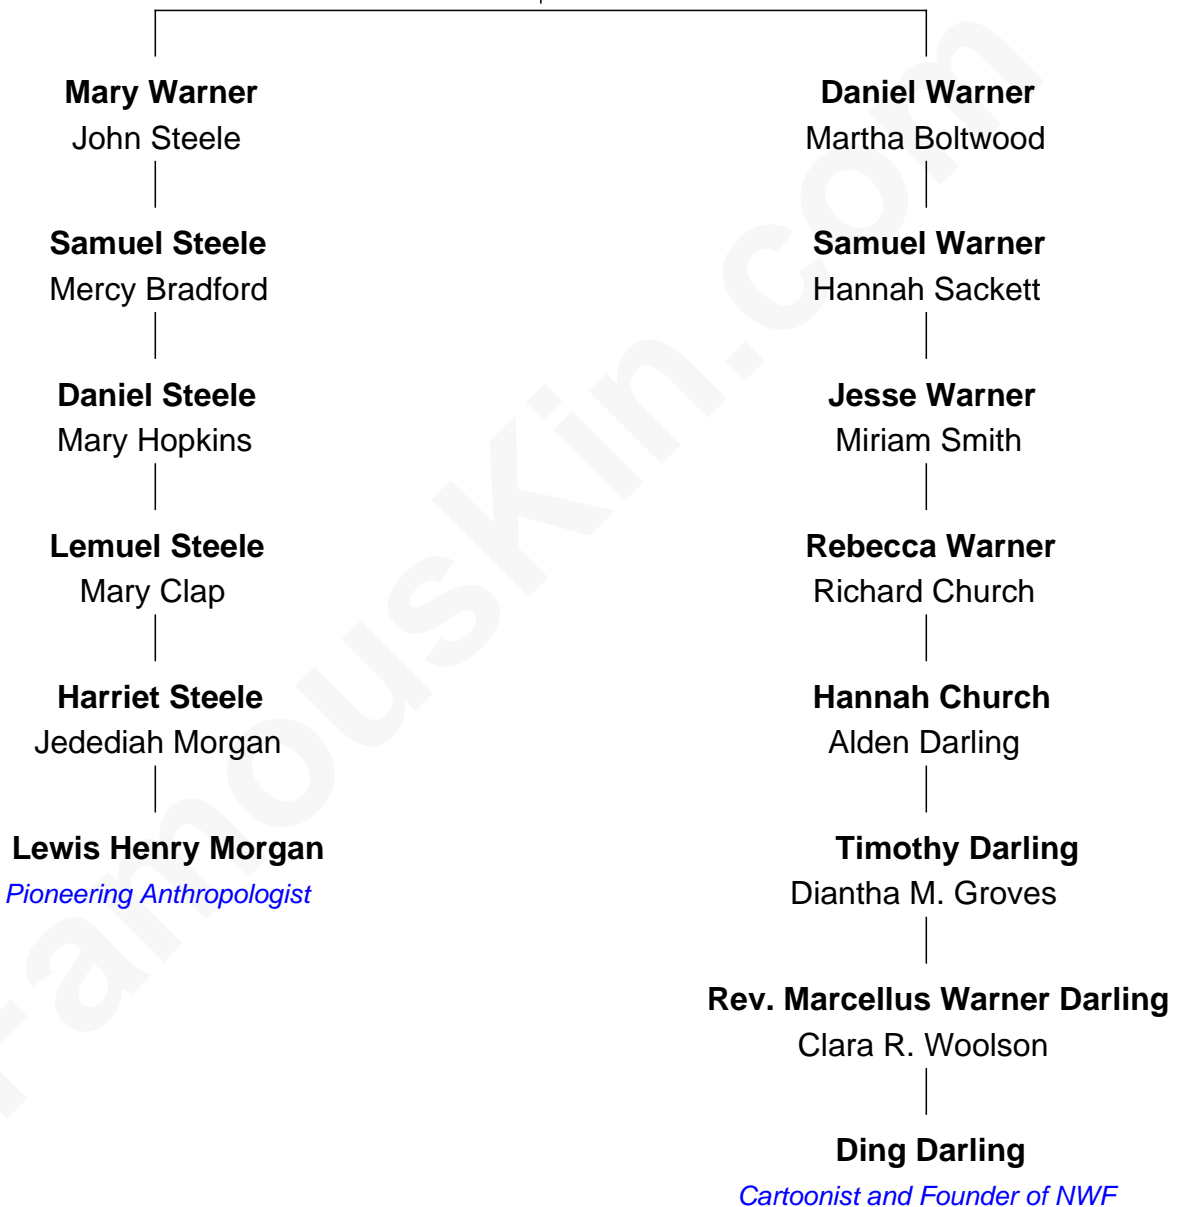 Mary Warner
John Steele
Samuel Steele
Mercy Bradford
Daniel Steele
Mary Hopkins
Lemuel Steele
Mary Clap
Harriet Steele
Jedediah Morgan
Lewis Henry Morgan
Pioneering Anthropologist
Daniel Warner
Martha Boltwood
Samuel Warner
Hannah Sackett
Jesse Warner
Miriam Smith
Rebecca Warner
Richard Church
Hannah Church
Alden Darling
Timothy Darling
Diantha M. Groves
Rev. Marcellus Warner Darling
Clara R. Woolson
Ding Darling
Cartoonist and Founder of NWF
FamousKin.com